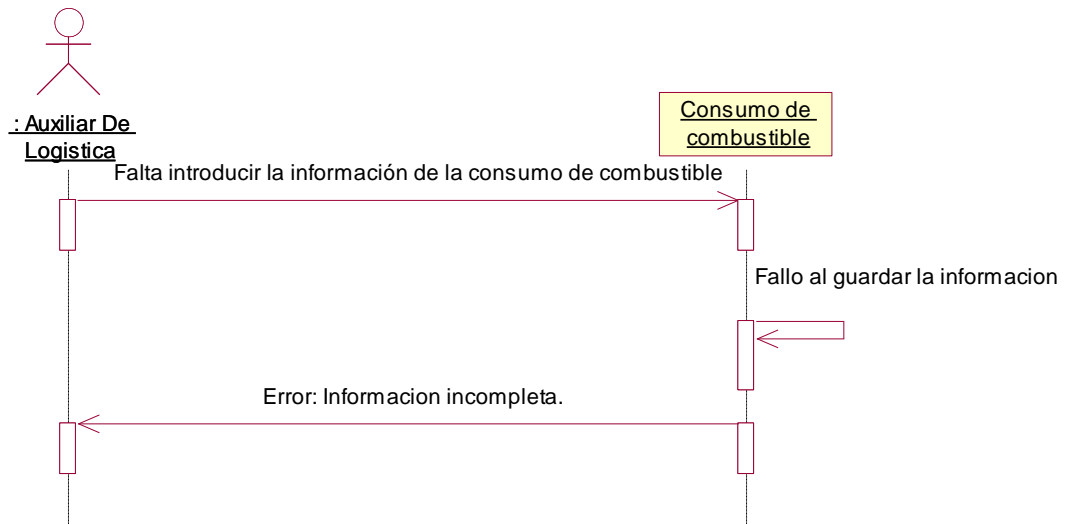 : Auxiliar De
Logistica
Consumo de
combustible
Falta introducir la información de la consumo de combustible
Fallo al guardar la informacion
Error: Informacion incompleta.